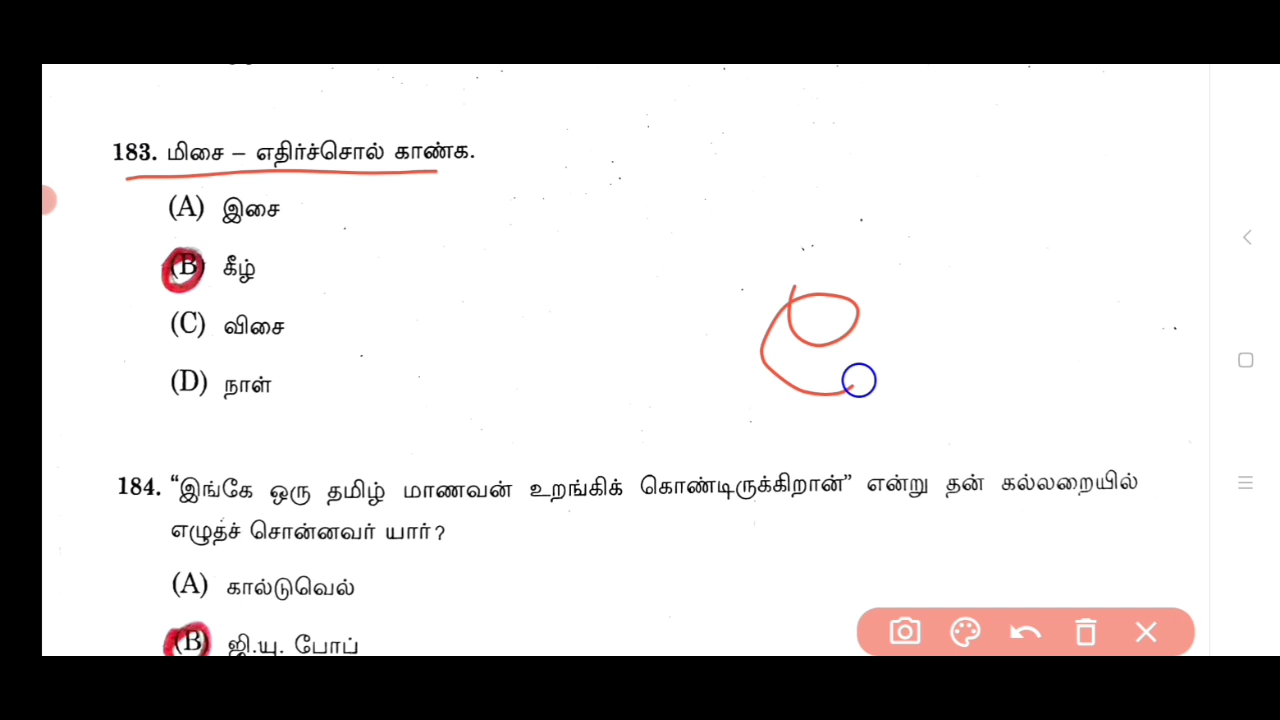 183. மிசை – எதிர்ச்சொல் காண்க.
(A) இசை
(B) கீழ்
(C) விசை
(D) நாள்
184. “இங்கே ஒரு தமிழ் மாணவன் உறங்கிக் கொண்டிருக்கிறான்” என்று தன் கல்லறையில்
எழுதச் சொன்னவர் யார்?
(A) கால்டுவெல்
(B) ஜி.யு. போப்